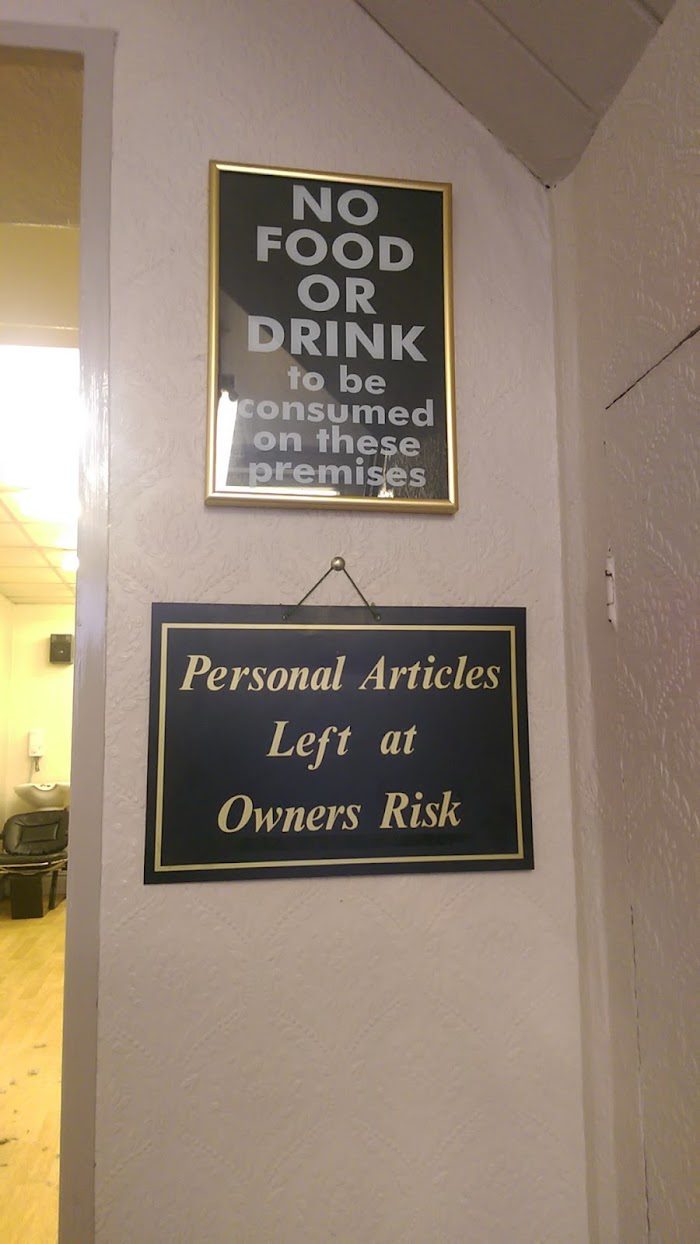 NO
FOOD
OR
DRINK
to be
consumed
on these
premises
Personal Articles
Left at
Owners Risk